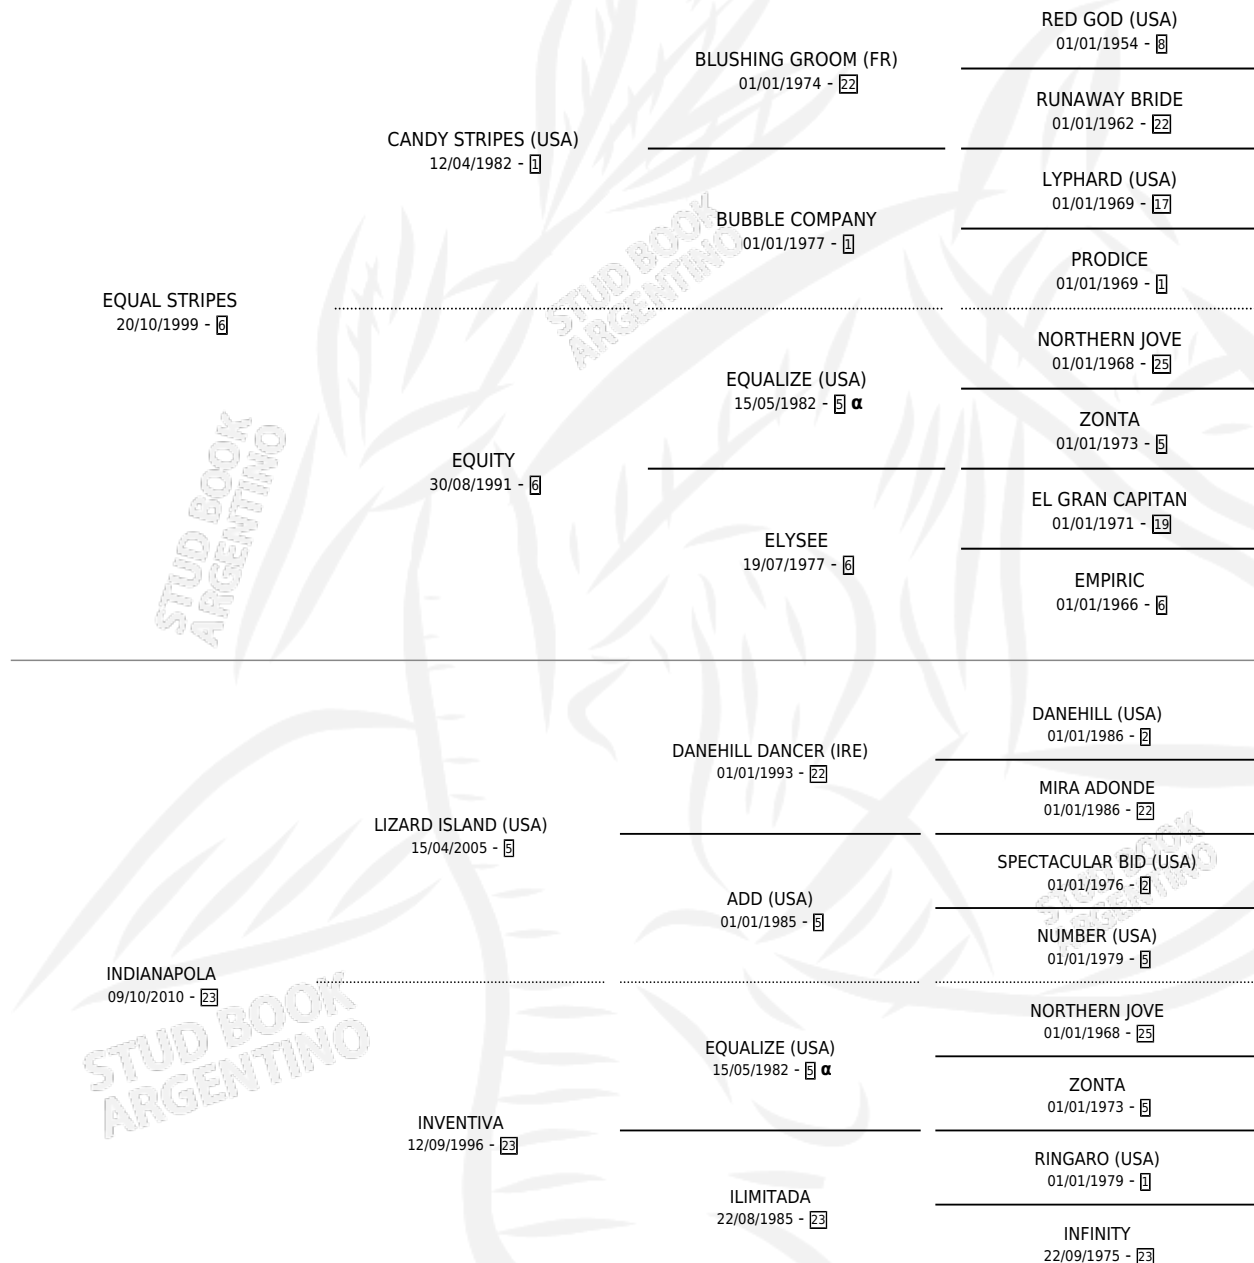 RED GOD (USA)
01/01/1954 - 8
BLUSHING GROOM (FR)
01/01/1974 - 22
RUNAWAY BRIDE
01/01/1962 - 22
CANDY STRIPES (USA)
12/04/1982 - 1
LYPHARD (USA)
01/01/1969 - 17
BUBBLE COMPANY
01/01/1977 - 1
PRODICE
01/01/1969 - 1
EQUAL STRIPES
20/10/1999 - 6
NORTHERN JOVE
01/01/1968 - 25
EQUALIZE (USA)
15/05/1982 - 5 α
ZONTA
01/01/1973 - 5
EQUITY
30/08/1991 - 6
EL GRAN CAPITAN
01/01/1971 - 19
ELYSEE
19/07/1977 - 6
EMPIRIC
01/01/1966 - 6
DANEHILL (USA)
01/01/1986 - 2
DANEHILL DANCER (IRE)
01/01/1993 - 22
MIRA ADONDE
01/01/1986 - 22
LIZARD ISLAND (USA)
15/04/2005 - 5
SPECTACULAR BID (USA)
01/01/1976 - 2
ADD (USA)
01/01/1985 - 5
NUMBER (USA)
01/01/1979 - 5
INDIANAPOLA
09/10/2010 - 23
NORTHERN JOVE
01/01/1968 - 25
EQUALIZE (USA)
15/05/1982 - 5 α
ZONTA
01/01/1973 - 5
INVENTIVA
12/09/1996 - 23
RINGARO (USA)
01/01/1979 - 1
ILIMITADA
22/08/1985 - 23
INFINITY
22/09/1975 - 23
STUD BOOK
ARGENTINO
STUD BOOK
ARGENTINO
STUD BOOK
ARGENTINO
STUD BOOK
ARGENTINO